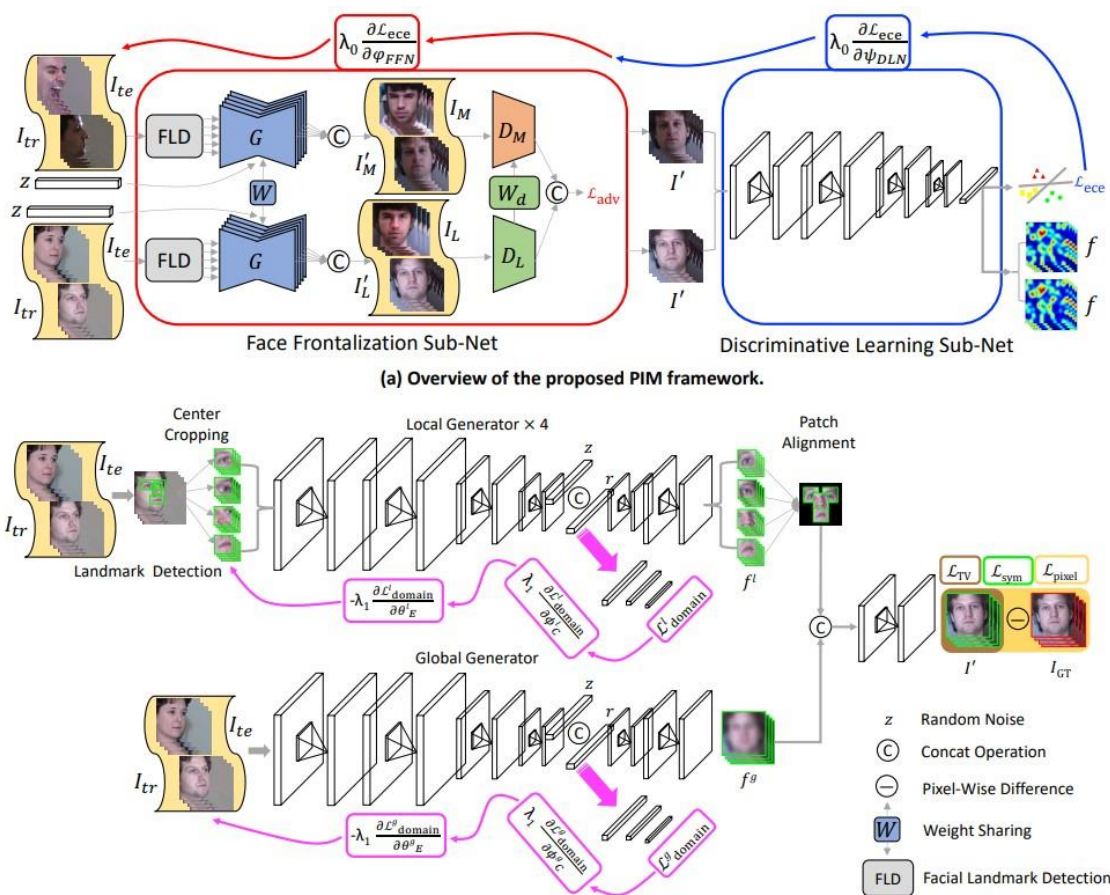 λ₀ ∂ℒece/∂φFFN
λ₀ ∂ℒece/∂ψDLN
Ite
Itr
FLD
G
C
IM
I′M
DM
z
W
Wd
C
ℒadv
I′
ℒece
z
Ite
Itr
FLD
G
C
IL
I′L
DL
I′
f
f
Face Frontalization Sub-Net
Discriminative Learning Sub-Net
(a) Overview of the proposed PIM framework.
Center
Cropping
Local Generator × 4
Patch
Alignment
Ite
Itr
z
C
r
Landmark Detection
fˡ
-λ₁ ∂ℒˡdomain/∂θˡE
λ₁ ∂ℒˡdomain/∂ϕˡC
ℒˡdomain
ℒTV
ℒsym
ℒpixel
C
−
I′
IGT
Global Generator
Ite
Itr
z
C
r
fᵍ
-λ₁ ∂ℒᵍdomain/∂θᵍE
λ₁ ∂ℒᵍdomain/∂ϕᵍC
ℒᵍdomain
z Random Noise
C Concat Operation
− Pixel-Wise Difference
W Weight Sharing
FLD Facial Landmark Detection